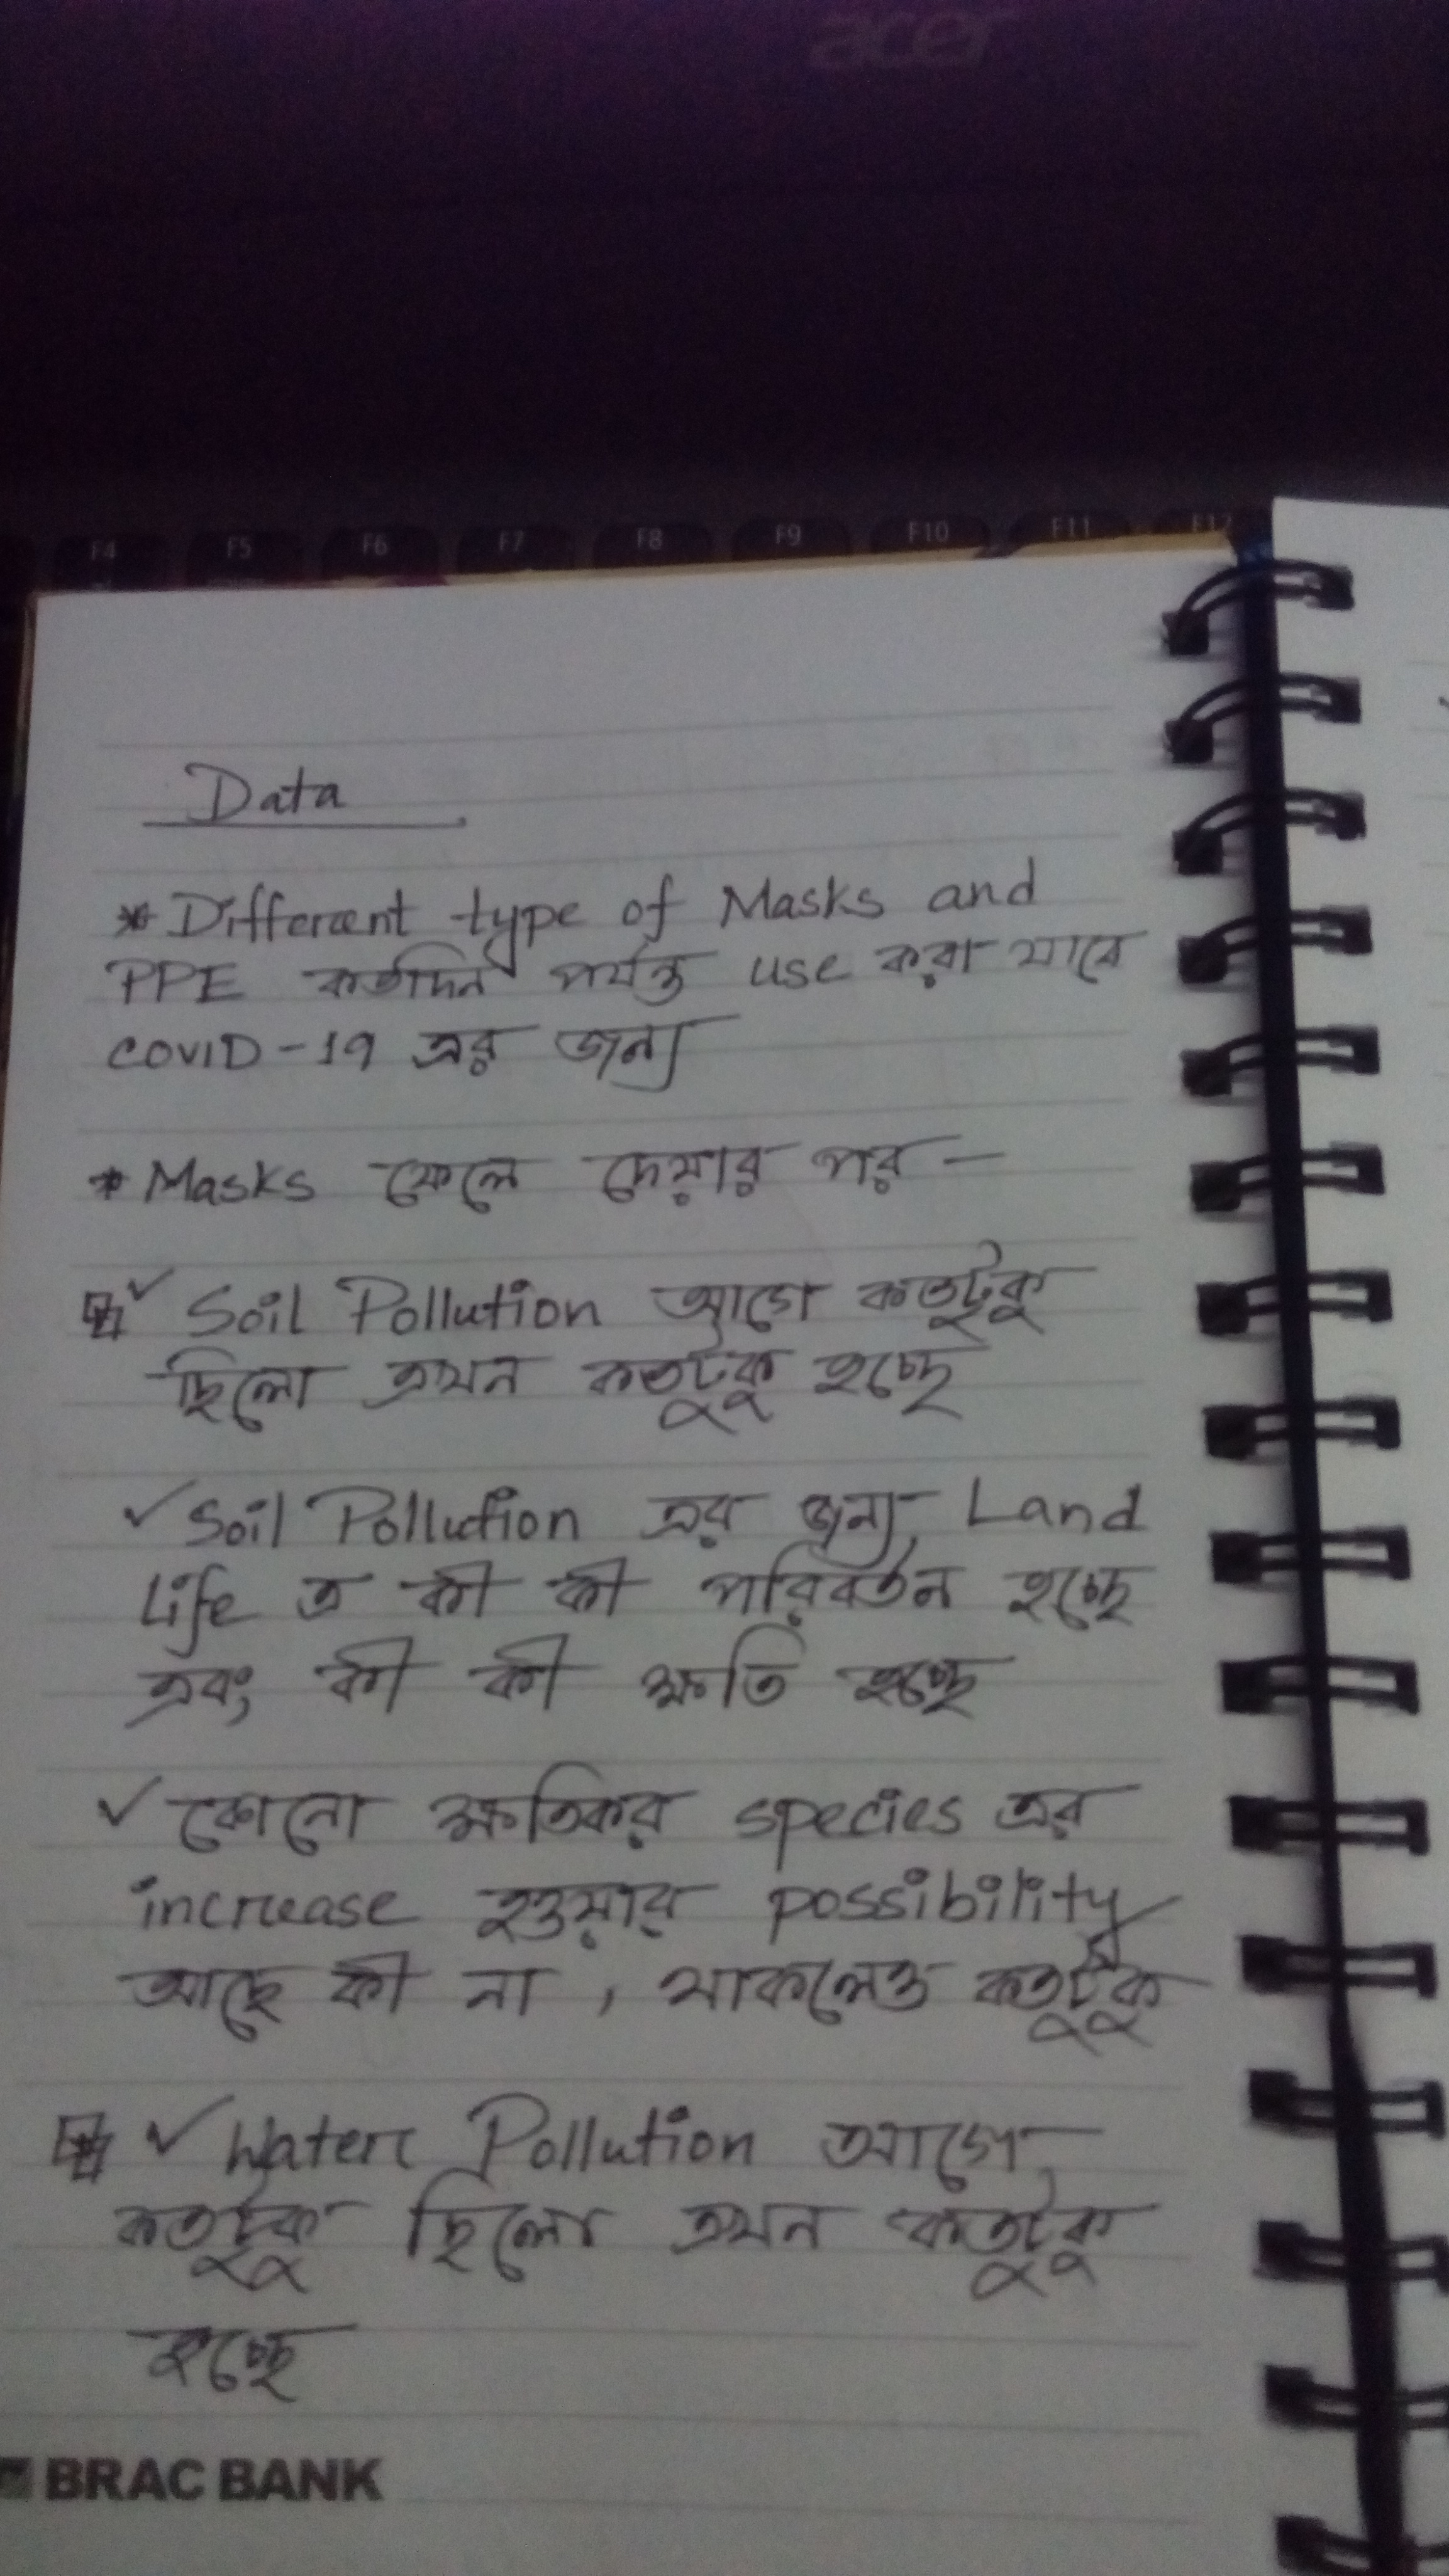 acer
F4 F5 F6 F7 F8 F9 F10 F11 F12
Data
* Different type of Masks and
PPE কতদিন পর্যন্ত use করা যাবে
COVID-19 এর জন্য
* Masks ফেলে দেয়ার পর —
✓ Soil Pollution আগে কতটুকু
ছিলো এখন কতটুকু হচ্ছে
✓ Soil Pollution এর জন্য Land
Life এ কী কী পরিবর্তন হচ্ছে
এবং কী কী ক্ষতি হচ্ছে
✓ কোনো ক্ষতিকর species এর
increase হওয়ার possibility
আছে কী না, থাকলেও কতটুকু
✓ Water Pollution আগে
কতটুকু ছিলো এখন কতটুকু
হচ্ছে
BRAC BANK